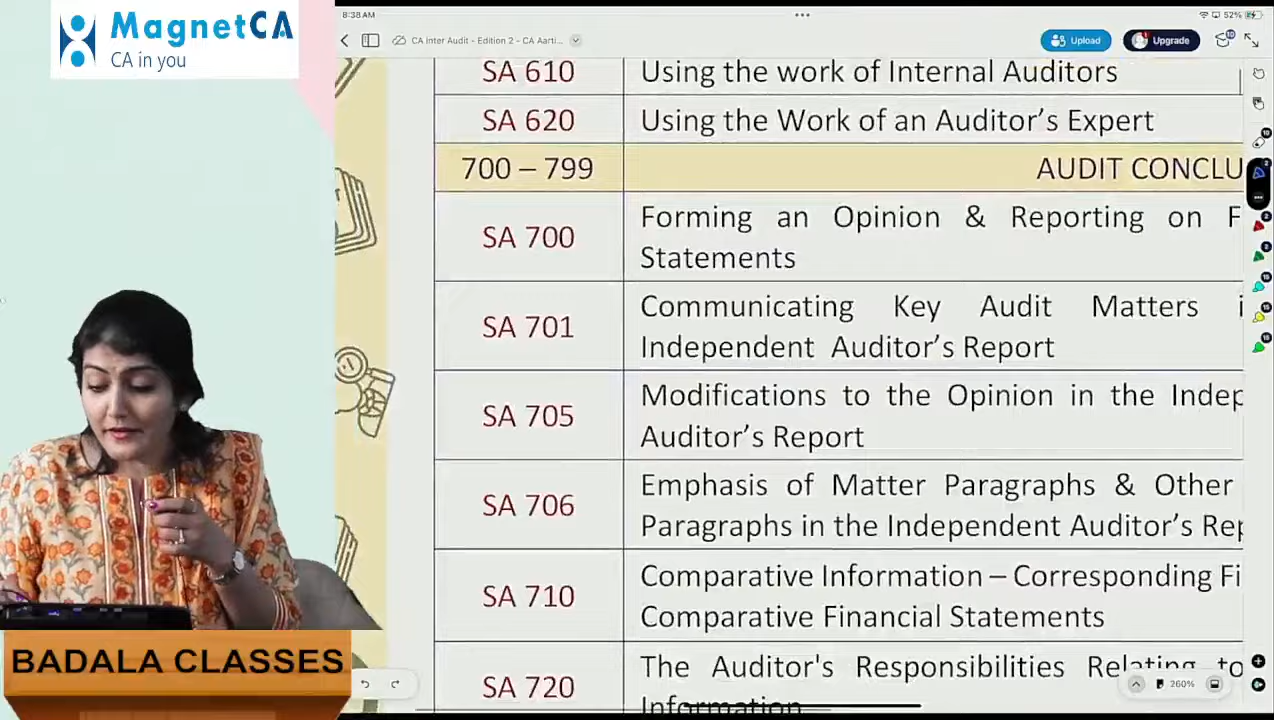 MagnetCA
CA in you
8:38 AM
52%
CA inter Audit - Edition 2 - CA Aarti...
Upload
Upgrade
SA 610
Using the work of Internal Auditors
SA 620
Using the Work of an Auditor's Expert
700 – 799
AUDIT CONCLU
SA 700
Forming an Opinion & Reporting on F
Statements
SA 701
Communicating Key Audit Matters i
Independent Auditor's Report
SA 705
Modifications to the Opinion in the Indep
Auditor's Report
SA 706
Emphasis of Matter Paragraphs & Other
Paragraphs in the Independent Auditor's Rep
SA 710
Comparative Information – Corresponding Fi
Comparative Financial Statements
SA 720
The Auditor's Responsibilities Relating to
Information
260%
BADALA CLASSES